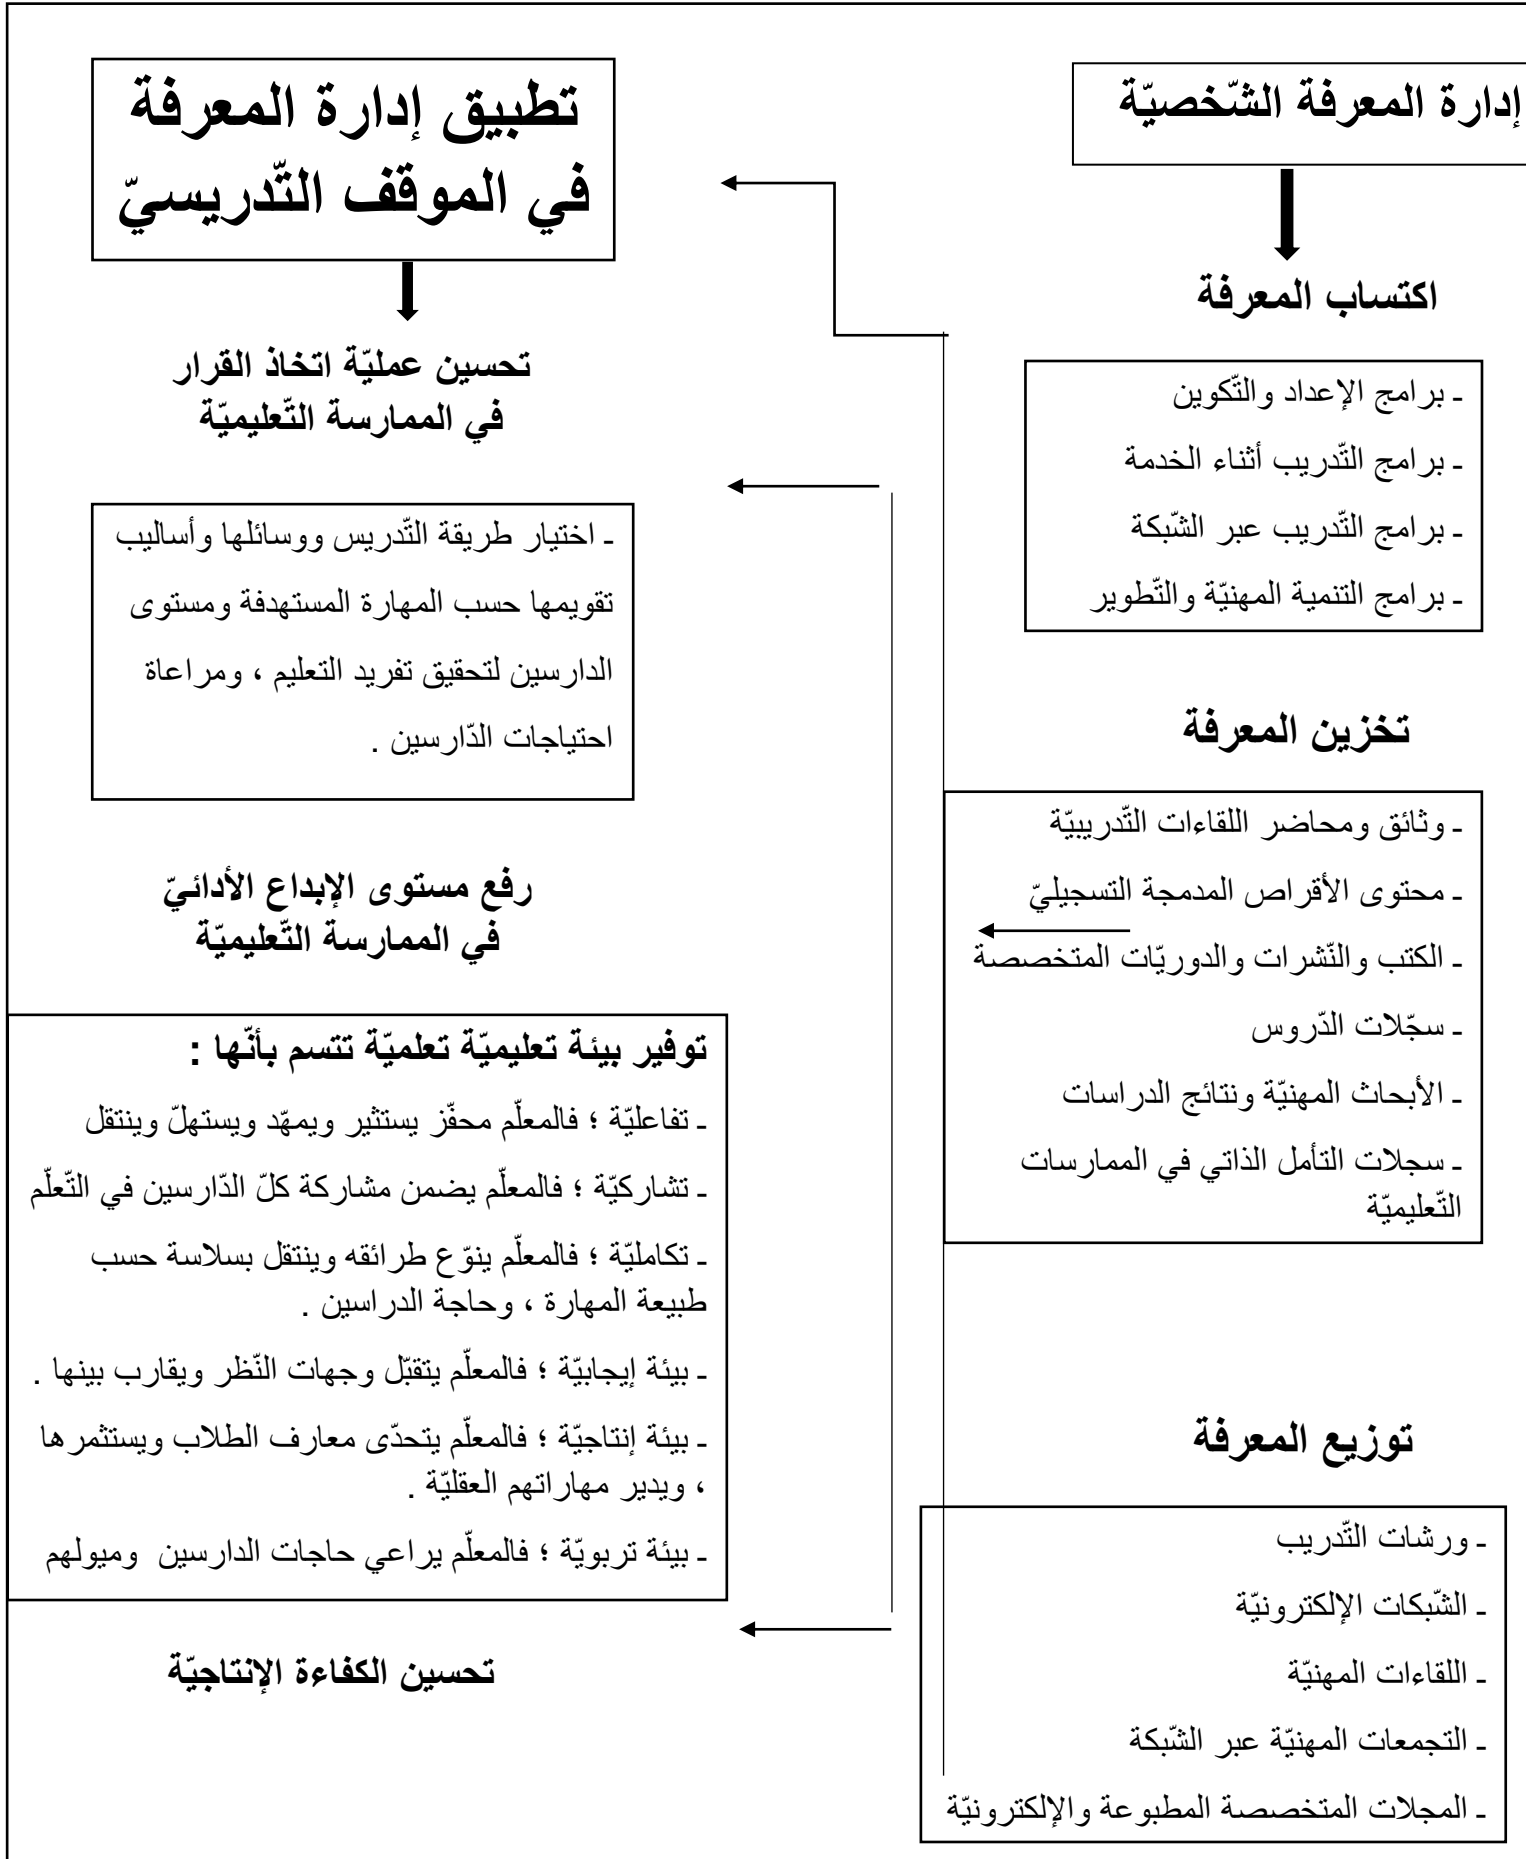 إدارة المعرفة الشّخصيّة
اكتساب المعرفة
ـ برامج الإعداد والتّكوين
ـ برامج التّدريب أثناء الخدمة
ـ برامج التّدريب عبر الشّبكة
ـ برامج التنمية المهنيّة والتّطوير
تخزين المعرفة
ـ وثائق ومحاضر اللقاءات التّدريبيّة
ـ محتوى الأقراص المدمجة التسجيليّ
ـ الكتب والنّشرات والدوريّات المتخصصة
ـ سجّلات الدّروس
ـ الأبحاث المهنيّة ونتائج الدراسات
ـ سجلات التأمل الذاتي في الممارسات
التّعليميّة
توزيع المعرفة
ـ ورشات التّدريب
ـ الشّبكات الإلكترونيّة
ـ اللقاءات المهنيّة
ـ التجمعات المهنيّة عبر الشّبكة
ـ المجلات المتخصصة المطبوعة والإلكترونيّة
تطبيق إدارة المعرفة
في الموقف التّدريسيّ
تحسين عمليّة اتخاذ القرار
في الممارسة التّعليميّة
ـ اختيار طريقة التّدريس ووسائلها وأساليب
تقويمها حسب المهارة المستهدفة ومستوى
الدارسين لتحقيق تفريد التعليم ، ومراعاة
احتياجات الدّارسين .
رفع مستوى الإبداع الأدائيّ
في الممارسة التّعليميّة
توفير بيئة تعليميّة تعلميّة تتسم بأنّها :
ـ تفاعليّة ؛ فالمعلّم محفّز يستثير ويمهّد ويستهلّ وينتقل
ـ تشاركيّة ؛ فالمعلّم يضمن مشاركة كلّ الدّارسين في التّعلّم
ـ تكامليّة ؛ فالمعلّم ينوّع طرائقه وينتقل بسلاسة حسب
طبيعة المهارة ، وحاجة الدراسين .
ـ بيئة إيجابيّة ؛ فالمعلّم يتقبّل وجهات النّظر ويقارب بينها .
ـ بيئة إنتاجيّة ؛ فالمعلّم يتحدّى معارف الطلاب ويستثمرها
، ويدير مهاراتهم العقليّة .
ـ بيئة تربويّة ؛ فالمعلّم يراعي حاجات الدارسين  وميولهم
تحسين الكفاءة الإنتاجيّة